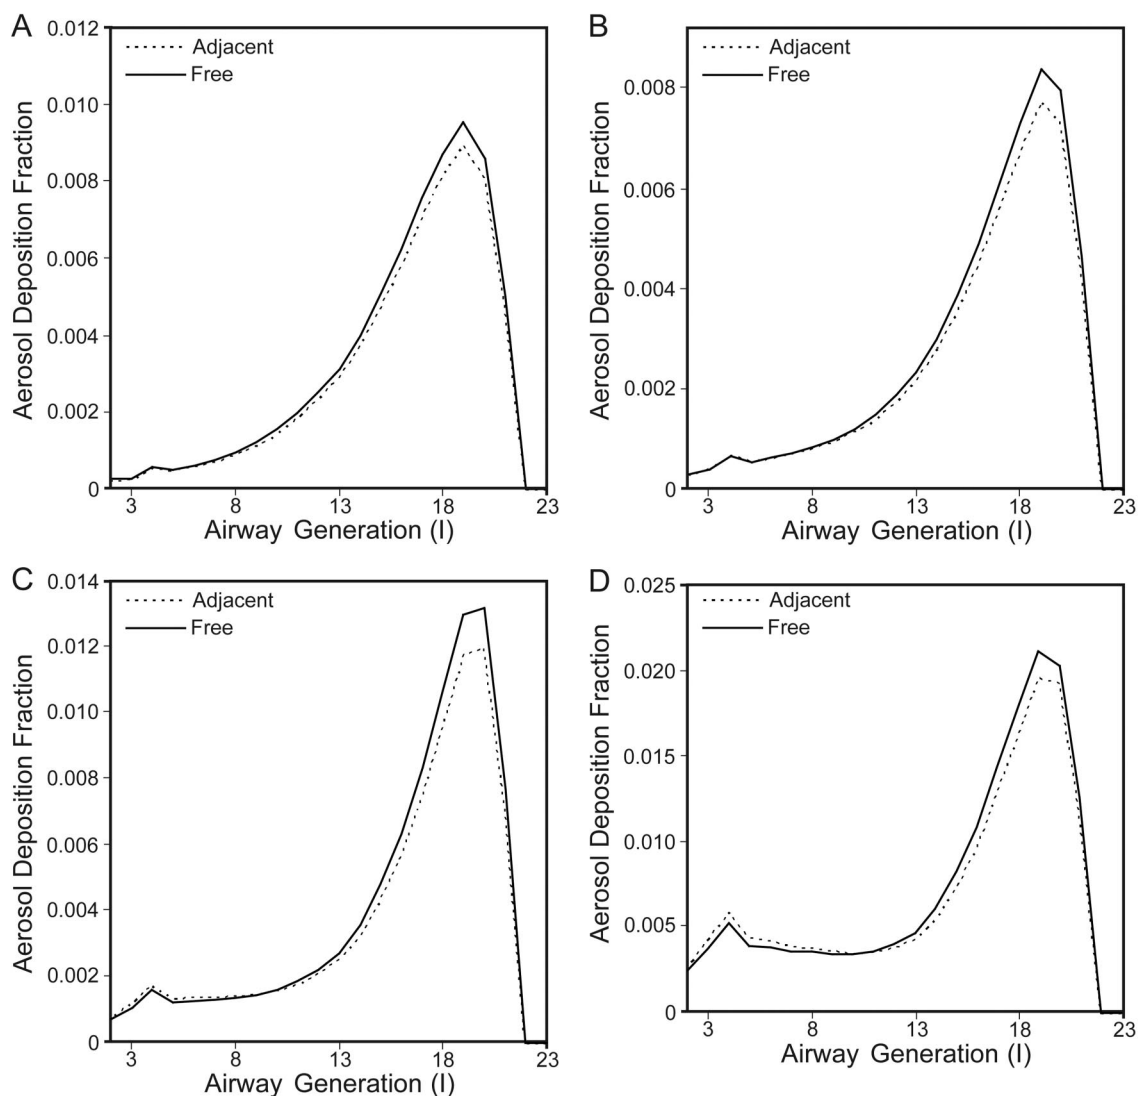 A
0.012
0.010
0.008
0.006
0.004
0.002
0
Adjacent
Free
Aerosol Deposition Fraction
3 8 13 18 23
Airway Generation (I)
B
0.008
0.006
0.004
0.002
0
Adjacent
Free
Aerosol Deposition Fraction
3 8 13 18 23
Airway Generation (I)
C
0.014
0.012
0.010
0.008
0.006
0.004
0.002
0
Adjacent
Free
Aerosol Deposition Fraction
3 8 13 18 23
Airway Generation (I)
D
0.025
0.020
0.015
0.010
0.005
0
Adjacent
Free
Aerosol Deposition Fraction
3 8 13 18 23
Airway Generation (I)